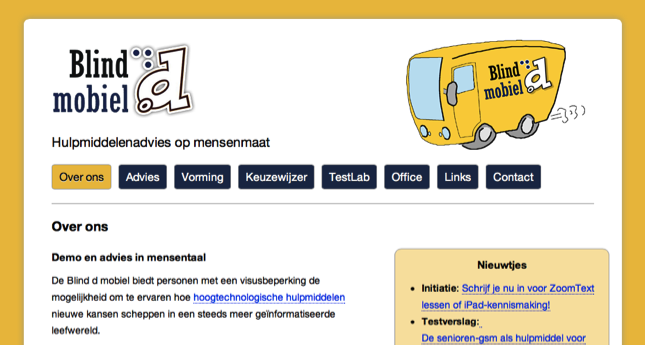 Blind
mobiel d
Blind
mobiel d
Hulpmiddelenadvies op mensenmaat
Over ons
Advies
Vorming
Keuzewijzer
TestLab
Office
Links
Contact
Over ons
Demo en advies in mensentaal
De Blind d mobiel biedt personen met een visusbeperking de
mogelijkheid om te ervaren hoe hoogtechnologische hulpmiddelen
nieuwe kansen scheppen in een steeds meer geïnformatiseerde
leefwereld.
Nieuwtjes
• Initiatie: Schrijf je nu in voor ZoomText
lessen of iPad-kennismaking!
• Testverslag:
De senioren-gsm als hulpmiddel voor